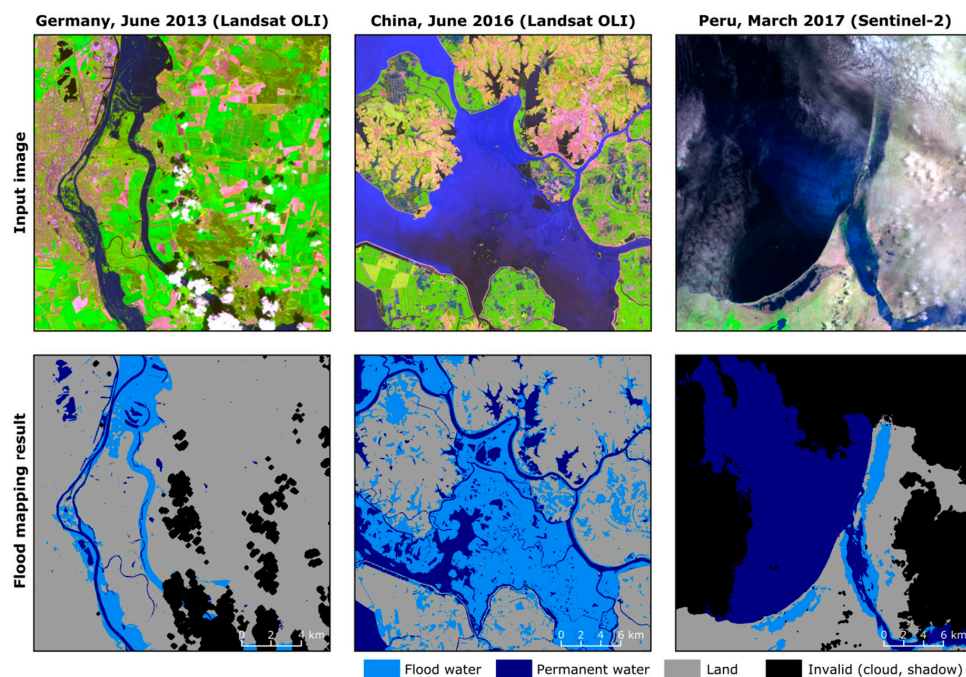 Germany, June 2013 (Landsat OLI)
China, June 2016 (Landsat OLI)
Peru, March 2017 (Sentinel-2)
Input image
Flood mapping result
0 2 4 km
0 2 4 6 km
0 2 4 6 km
Flood water
Permanent water
Land
Invalid (cloud, shadow)